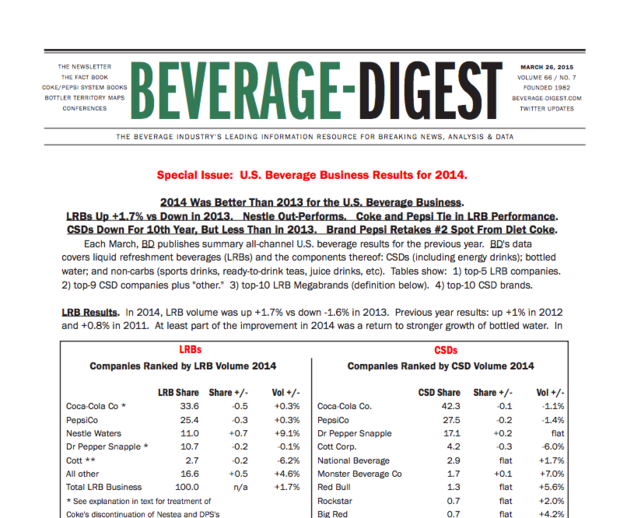 THE NEWSLETTER
THE FACT BOOK
COKE/PEPSI SYSTEM BOOKS
BOTTLER TERRITORY MAPS
CONFERENCES
BEVERAGE-DIGEST
MARCH 26, 2015
VOLUME 66 / NO. 7
FOUNDED 1982
BEVERAGE-DIGEST.COM
TWITTER UPDATES
THE BEVERAGE INDUSTRY'S LEADING INFORMATION RESOURCE FOR BREAKING NEWS, ANALYSIS & DATA
Special Issue: U.S. Beverage Business Results for 2014.
2014 Was Better Than 2013 for the U.S. Beverage Business.
LRBs Up +1.7% vs Down in 2013. Nestle Out-Performs. Coke and Pepsi Tie in LRB Performance.
CSDs Down For 10th Year, But Less Than in 2013. Brand Pepsi Retakes #2 Spot From Diet Coke.
Each March, BD publishes summary all-channel U.S. beverage results for the previous year. BD's data
covers liquid refreshment beverages (LRBs) and the components thereof: CSDs (including energy drinks); bottled
water; and non-carbs (sports drinks, ready-to-drink teas, juice drinks, etc). Tables show: 1) top-5 LRB companies.
2) top-9 CSD companies plus "other." 3) top-10 LRB Megabrands (definition below). 4) top-10 CSD brands.
LRB Results. In 2014, LRB volume was up +1.7% vs down -1.6% in 2013. Previous year results: up +1% in 2012
and +0.8% in 2011. At least part of the improvement in 2014 was a return to stronger growth of bottled water. In
LRBs
Companies Ranked by LRB Volume 2014
LRB Share Share +/- Vol +/-
Coca-Cola Co * 33.6 -0.5 +0.3%
PepsiCo 25.4 -0.3 +0.3%
Nestle Waters 11.0 +0.7 +9.1%
Dr Pepper Snapple * 10.7 -0.2 -0.1%
Cott ** 2.7 -0.2 -6.2%
All other 16.6 +0.5 +4.6%
Total LRB Business 100.0 n/a +1.7%
* See explanation in text for treatment of
Coke's discontinuation of Nestea and DPS's
CSDs
Companies Ranked by CSD Volume 2014
CSD Share Share +/- Vol +/-
Coca-Cola Co. 42.3 -0.1 -1.1%
PepsiCo 27.5 -0.2 -1.4%
Dr Pepper Snapple 17.1 +0.2 flat
Cott Corp. 4.2 -0.3 -6.0%
National Beverage 2.9 flat +1.7%
Monster Beverage Co 1.7 +0.1 +7.0%
Red Bull 1.3 flat +5.6%
Rockstar 0.7 flat +2.0%
Big Red 0.7 flat +4.2%